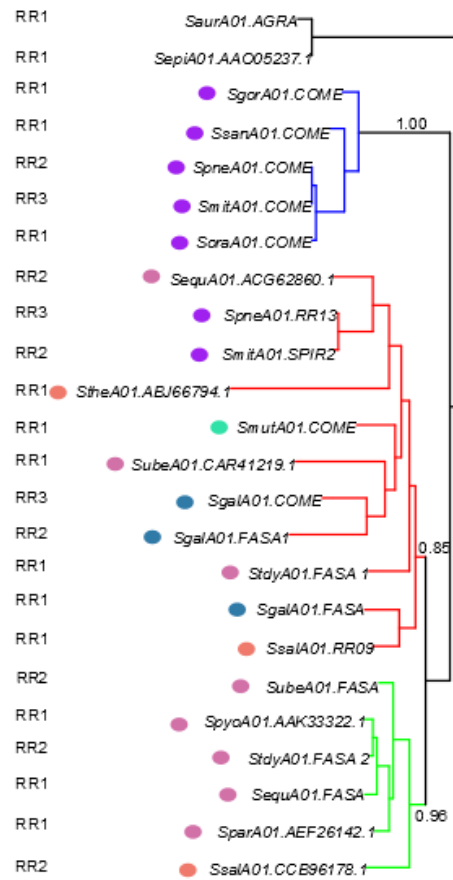 RR1 SaurA01.AGRA
RR1 SepiA01.AAO05237.1
RR1 SgorA01.COME
1.00
RR1 SsanA01.COME
RR2 SpneA01.COME
RR3 SmitA01.COME
RR1 SoraA01.COME
RR2 SequA01.ACG62860.1
RR3 SpneA01.RR13
RR2 SmitA01.SPIR2
RR1 StheA01.ABJ66794.1
RR1 SmutA01.COME
RR1 SubeA01.CAR41219.1
RR3 SgalA01.COME
RR2 SgalA01.FASA1
0.85
RR1 StdyA01.FASA 1
RR1 SgalA01.FASA
RR1 SsalA01.RR09
RR2 SubeA01.FASA
RR1 SpyoA01.AAK33322.1
RR2 StdyA01.FASA 2
RR1 SequA01.FASA
0.96
RR1 SparA01.AEF26142.1
RR2 SsalA01.CCB96178.1